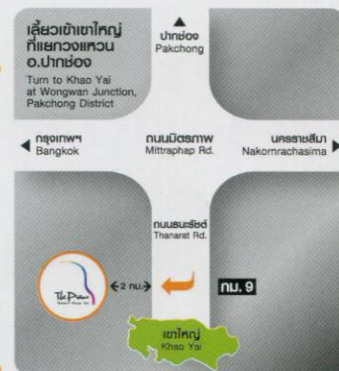 เลี้ยวเข้าเขาใหญ่
ที่แยกวงแหวน
อ.ปากช่อง
Turn to Khao Yai
at Wongwan Junction,
Pakchong District
ปากช่อง
Pakchong
กรุงเทพฯ
Bangkok
ถนนมิตรภาพ
Mittraphap Rd.
นครราชสีมา
Nakornrachasima
ถนนธนะรัชต์
Thanarat Rd.
2 กม.
กม. 9
เขาใหญ่
Khao Yai